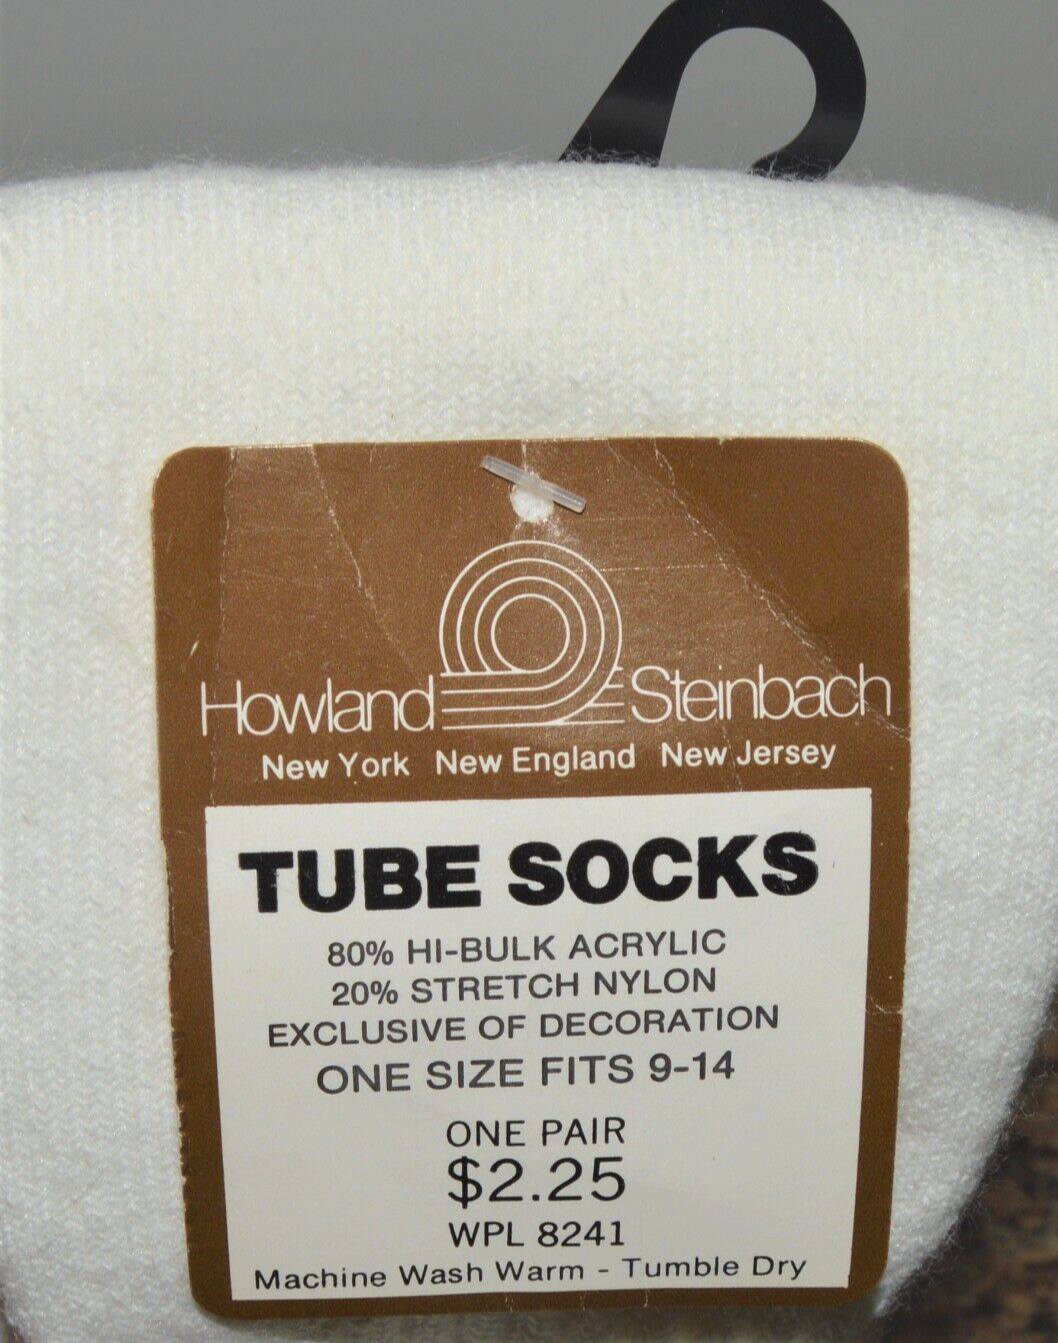 Howland Steinbach
New York New England New Jersey
TUBE SOCKS
80% HI-BULK ACRYLIC
20% STRETCH NYLON
EXCLUSIVE OF DECORATION
ONE SIZE FITS 9-14
ONE PAIR
$2.25
WPL 8241
Machine Wash Warm - Tumble Dry